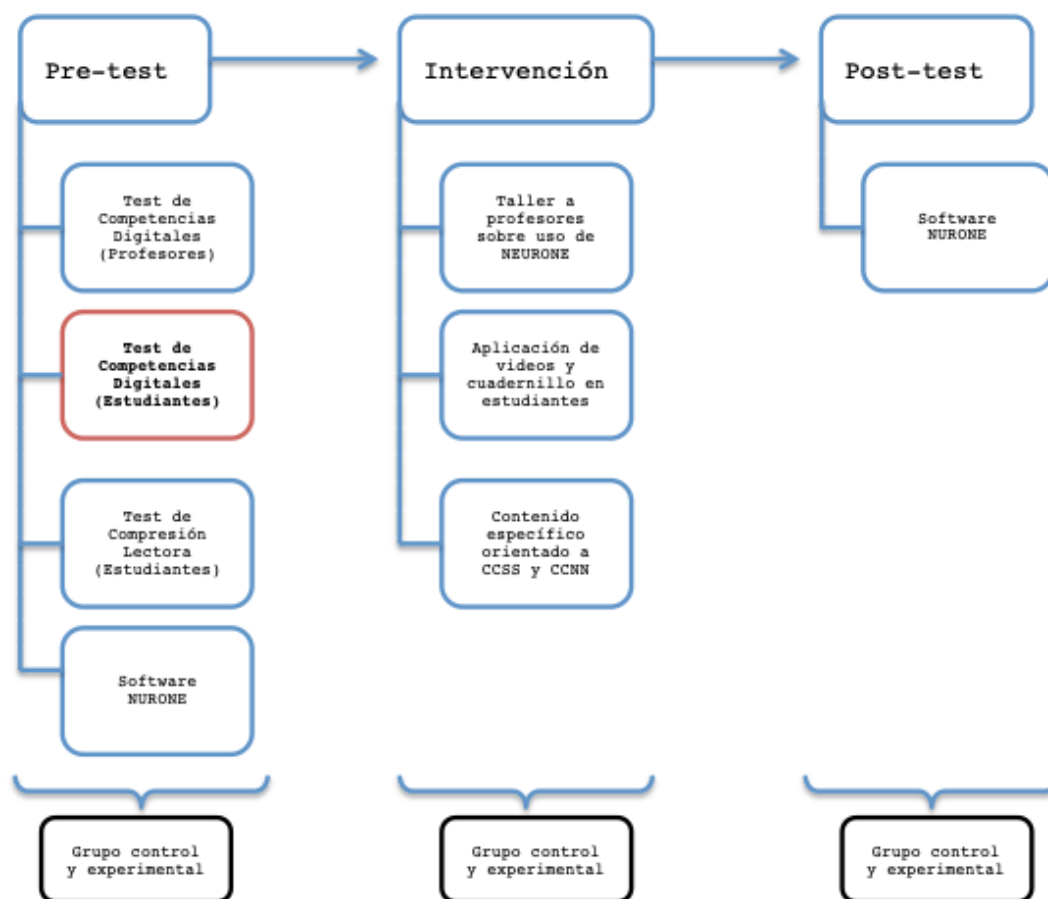 Pre-test
Intervención
Post-test
Test de
Competencias
Digitales
(Profesores)
Test de
Competencias
Digitales
(Estudiantes)
Test de
Compresión
Lectora
(Estudiantes)
Software
NURONE
Taller a
profesores
sobre uso de
NEURONE
Aplicación de
videos y
cuadernillo en
estudiantes
Contenido
específico
orientado a
CCSS y CCNN
Software
NURONE
Grupo control
y experimental
Grupo control
y experimental
Grupo control
y experimental